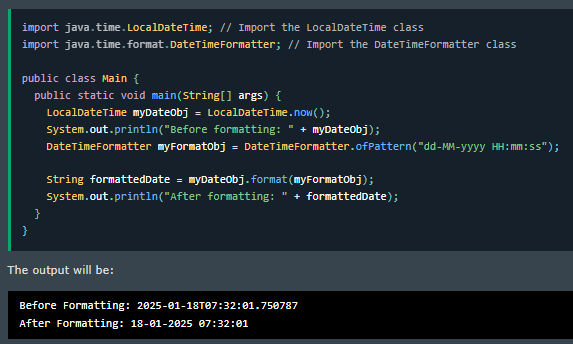 import java.time.LocalDateTime; // Import the LocalDateTime class
import java.time.format.DateTimeFormatter; // Import the DateTimeFormatter class
public class Main {
public static void main(String[] args) {
LocalDateTime myDateObj = LocalDateTime.now();
System.out.println("Before formatting: " + myDateObj);
DateTimeFormatter myFormatObj = DateTimeFormatter.ofPattern("dd-MM-yyyy HH:mm:ss");
String formattedDate = myDateObj.format(myFormatObj);
System.out.println("After formatting: " + formattedDate);
}
}
The output will be:
Before Formatting: 2025-01-18T07:32:01.750787
After Formatting: 18-01-2025 07:32:01